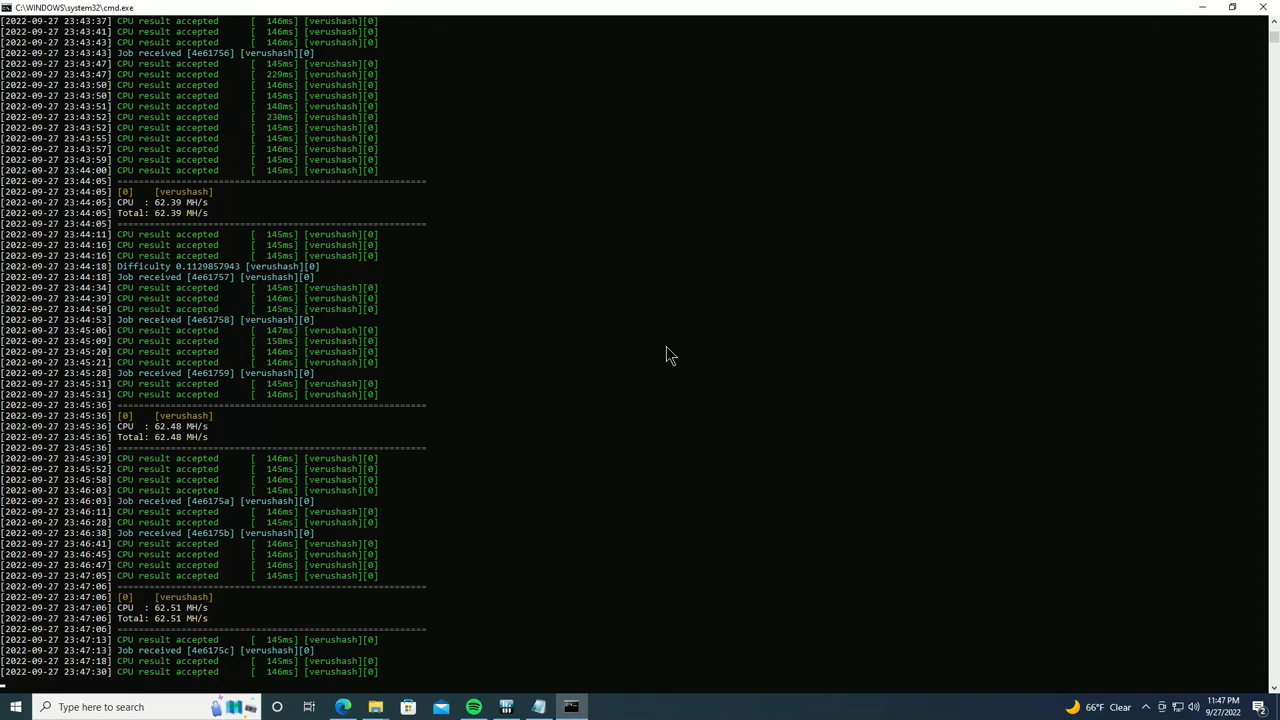 C:\WINDOWS\system32\cmd.exe
[2022-09-27 23:43:37] CPU result accepted [ 146ms] [verushash][0]
[2022-09-27 23:43:41] CPU result accepted [ 146ms] [verushash][0]
[2022-09-27 23:43:43] CPU result accepted [ 146ms] [verushash][0]
[2022-09-27 23:43:43] Job received [4e61756] [verushash][0]
[2022-09-27 23:43:47] CPU result accepted [ 145ms] [verushash][0]
[2022-09-27 23:43:47] CPU result accepted [ 229ms] [verushash][0]
[2022-09-27 23:43:50] CPU result accepted [ 146ms] [verushash][0]
[2022-09-27 23:43:50] CPU result accepted [ 145ms] [verushash][0]
[2022-09-27 23:43:51] CPU result accepted [ 148ms] [verushash][0]
[2022-09-27 23:43:52] CPU result accepted [ 230ms] [verushash][0]
[2022-09-27 23:43:52] CPU result accepted [ 145ms] [verushash][0]
[2022-09-27 23:43:55] CPU result accepted [ 145ms] [verushash][0]
[2022-09-27 23:43:57] CPU result accepted [ 146ms] [verushash][0]
[2022-09-27 23:43:59] CPU result accepted [ 145ms] [verushash][0]
[2022-09-27 23:44:00] CPU result accepted [ 145ms] [verushash][0]
[2022-09-27 23:44:05] ==========================================================
[2022-09-27 23:44:05] [0] [verushash]
[2022-09-27 23:44:05] CPU : 62.39 MH/s
[2022-09-27 23:44:05] Total: 62.39 MH/s
[2022-09-27 23:44:05] ==========================================================
[2022-09-27 23:44:11] CPU result accepted [ 145ms] [verushash][0]
[2022-09-27 23:44:16] CPU result accepted [ 145ms] [verushash][0]
[2022-09-27 23:44:16] CPU result accepted [ 145ms] [verushash][0]
[2022-09-27 23:44:18] Difficulty 0.1129857943 [verushash][0]
[2022-09-27 23:44:18] Job received [4e61757] [verushash][0]
[2022-09-27 23:44:34] CPU result accepted [ 145ms] [verushash][0]
[2022-09-27 23:44:39] CPU result accepted [ 146ms] [verushash][0]
[2022-09-27 23:44:50] CPU result accepted [ 145ms] [verushash][0]
[2022-09-27 23:44:53] Job received [4e61758] [verushash][0]
[2022-09-27 23:45:06] CPU result accepted [ 147ms] [verushash][0]
[2022-09-27 23:45:09] CPU result accepted [ 158ms] [verushash][0]
[2022-09-27 23:45:20] CPU result accepted [ 146ms] [verushash][0]
[2022-09-27 23:45:21] CPU result accepted [ 146ms] [verushash][0]
[2022-09-27 23:45:28] Job received [4e61759] [verushash][0]
[2022-09-27 23:45:31] CPU result accepted [ 145ms] [verushash][0]
[2022-09-27 23:45:31] CPU result accepted [ 146ms] [verushash][0]
[2022-09-27 23:45:36] ==========================================================
[2022-09-27 23:45:36] [0] [verushash]
[2022-09-27 23:45:36] CPU : 62.48 MH/s
[2022-09-27 23:45:36] Total: 62.48 MH/s
[2022-09-27 23:45:36] ==========================================================
[2022-09-27 23:45:39] CPU result accepted [ 146ms] [verushash][0]
[2022-09-27 23:45:52] CPU result accepted [ 145ms] [verushash][0]
[2022-09-27 23:45:58] CPU result accepted [ 146ms] [verushash][0]
[2022-09-27 23:46:03] CPU result accepted [ 145ms] [verushash][0]
[2022-09-27 23:46:03] Job received [4e6175a] [verushash][0]
[2022-09-27 23:46:11] CPU result accepted [ 146ms] [verushash][0]
[2022-09-27 23:46:28] CPU result accepted [ 145ms] [verushash][0]
[2022-09-27 23:46:38] Job received [4e6175b] [verushash][0]
[2022-09-27 23:46:41] CPU result accepted [ 146ms] [verushash][0]
[2022-09-27 23:46:45] CPU result accepted [ 146ms] [verushash][0]
[2022-09-27 23:46:47] CPU result accepted [ 146ms] [verushash][0]
[2022-09-27 23:47:05] CPU result accepted [ 145ms] [verushash][0]
[2022-09-27 23:47:06] ==========================================================
[2022-09-27 23:47:06] [0] [verushash]
[2022-09-27 23:47:06] CPU : 62.51 MH/s
[2022-09-27 23:47:06] Total: 62.51 MH/s
[2022-09-27 23:47:06] ==========================================================
[2022-09-27 23:47:13] CPU result accepted [ 145ms] [verushash][0]
[2022-09-27 23:47:13] Job received [4e6175c] [verushash][0]
[2022-09-27 23:47:18] CPU result accepted [ 145ms] [verushash][0]
[2022-09-27 23:47:30] CPU result accepted [ 146ms] [verushash][0]
Type here to search
66°F Clear
11:47 PM
9/27/2022
2